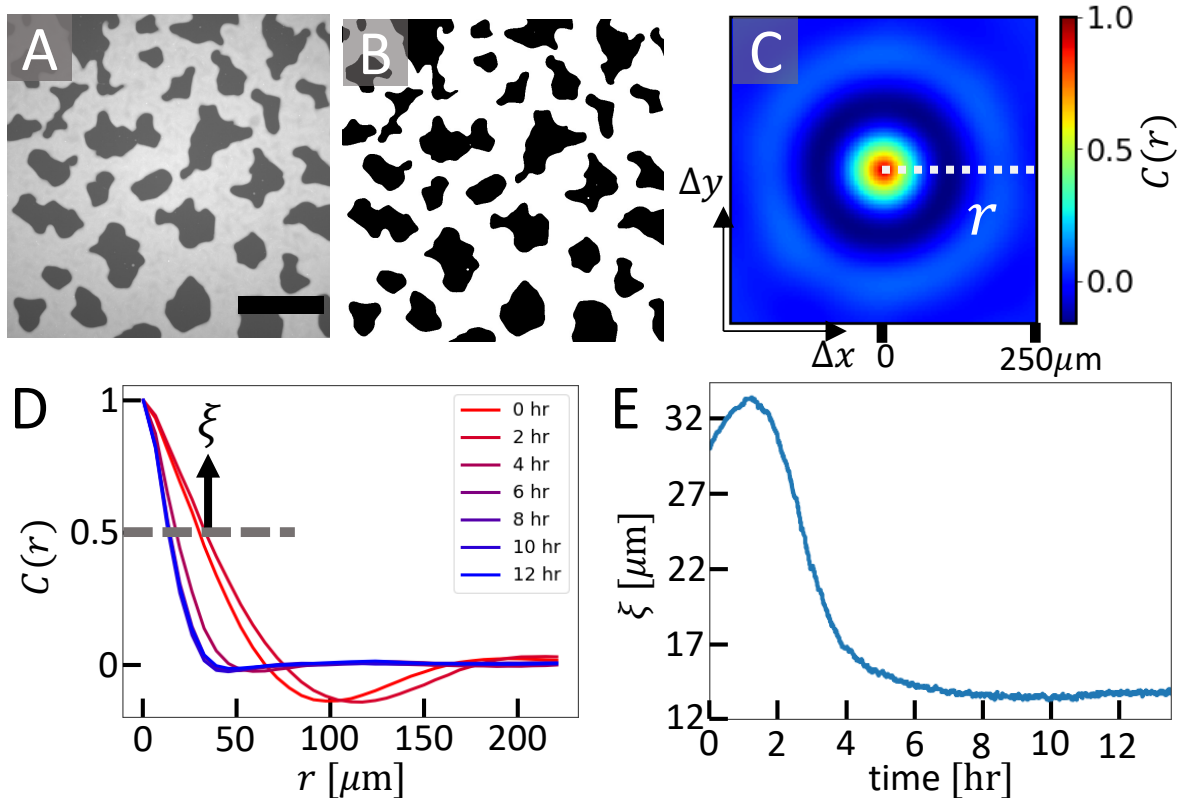 A
B
C
1.0
0.5
0.0
C(r)
Δy
r
Δx
0
250μm
D
1
0.5
0
C(r)
ξ
0 hr
2 hr
4 hr
6 hr
8 hr
10 hr
12 hr
0
50
100
150
200
r [μm]
E
32
27
22
17
12
ξ [μm]
0
2
4
6
8
10
12
time [hr]